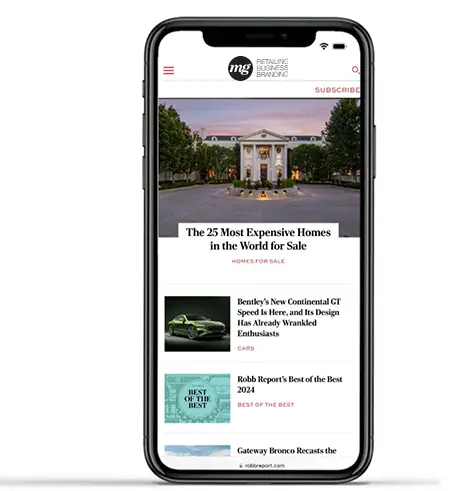 mg
RETAILING
BUSINESS
BRANDING
SUBSCRIBE
The 25 Most Expensive Homes
in the World for Sale
HOMES FOR SALE
Bentley's New Continental GT
Speed Is Here, and Its Design
Has Already Wrankled
Enthusiasts
CARS
BEST
OF THE
BEST
Robb Report's Best of the Best
2024
BEST OF THE BEST
Gateway Bronco Recasts the
robbreport.com